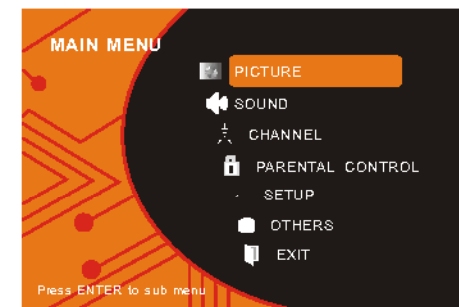 MAIN MENU
PICTURE
SOUND
CHANNEL
PARENTAL CONTROL
SETUP
OTHERS
EXIT
Press ENTER to sub menu